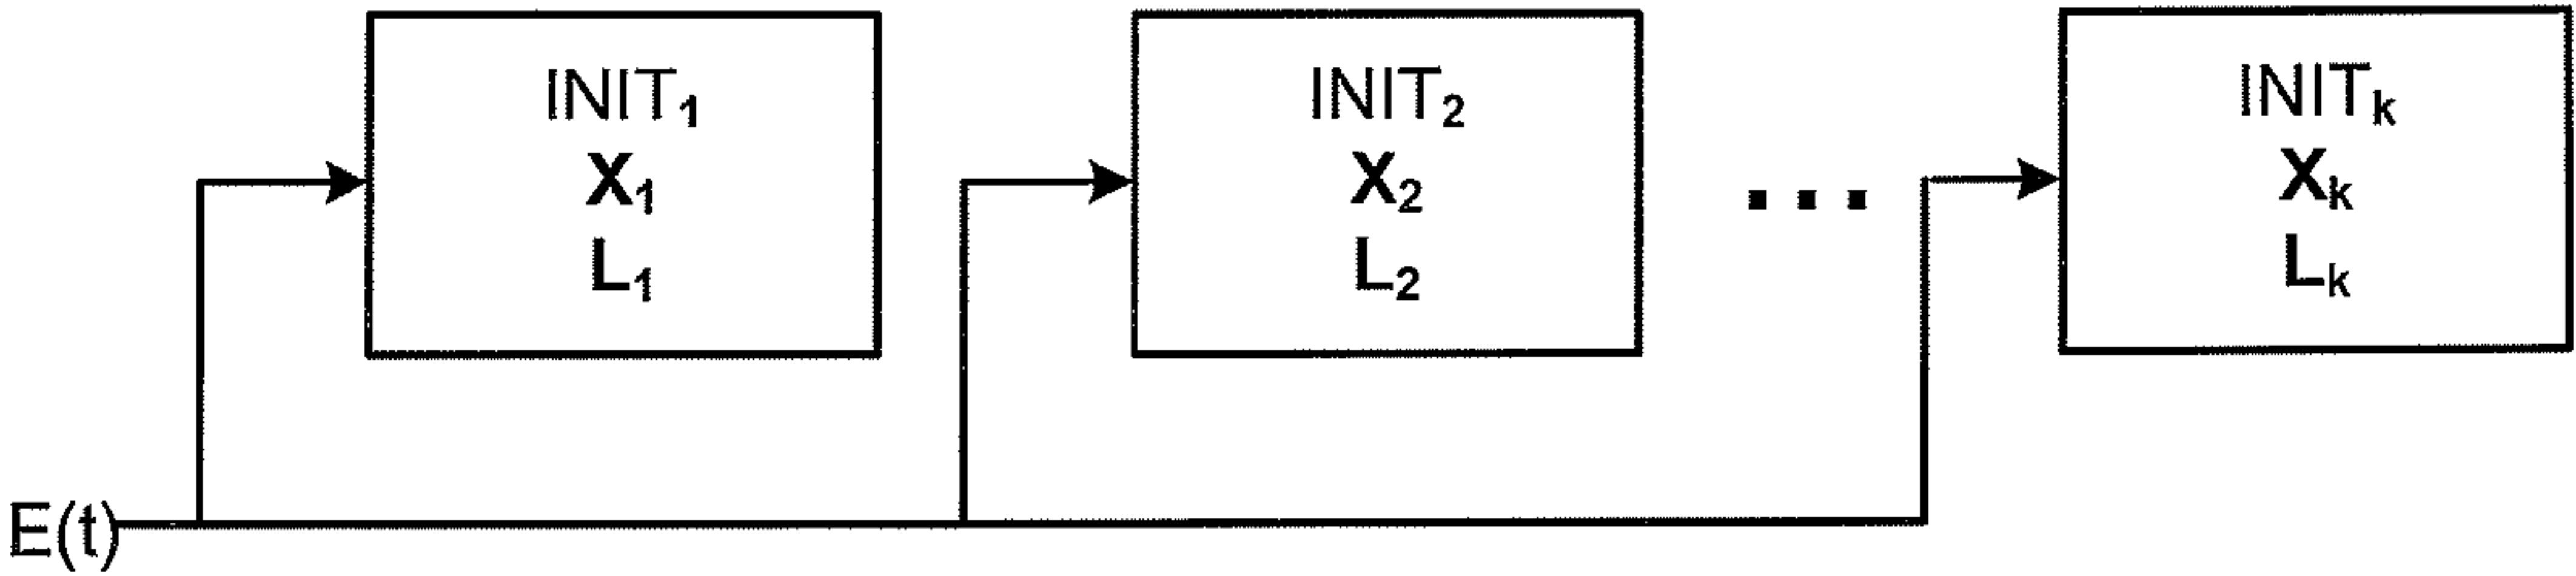 INIT₁
X₁
L₁
INIT₂
X₂
L₂
...
INITₖ
Xₖ
Lₖ
E(t)